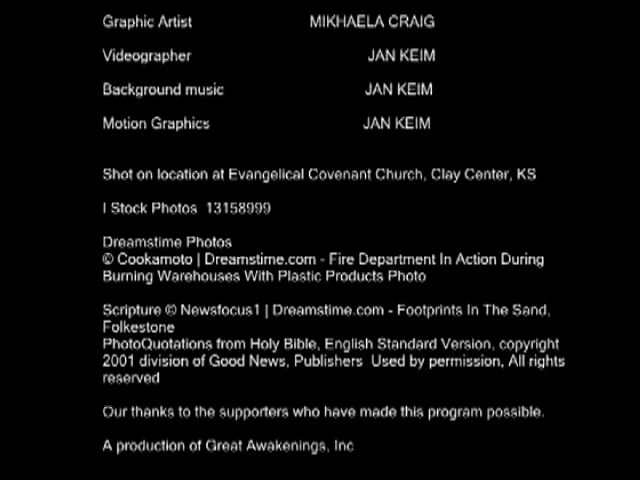 Graphic Artist MIKHAELA CRAIG
Videographer JAN KEIM
Background music JAN KEIM
Motion Graphics JAN KEIM
Shot on location at Evangelical Covenant Church, Clay Center, KS
I Stock Photos 13158999
Dreamstime Photos
© Cookamoto | Dreamstime.com - Fire Department In Action During
Burning Warehouses With Plastic Products Photo
Scripture © Newsfocus1 | Dreamstime.com - Footprints In The Sand,
Folkestone
PhotoQuotations from Holy Bible, English Standard Version, copyright
2001 division of Good News, Publishers Used by permission, All rights
reserved
Our thanks to the supporters who have made this program possible.
A production of Great Awakenings, Inc